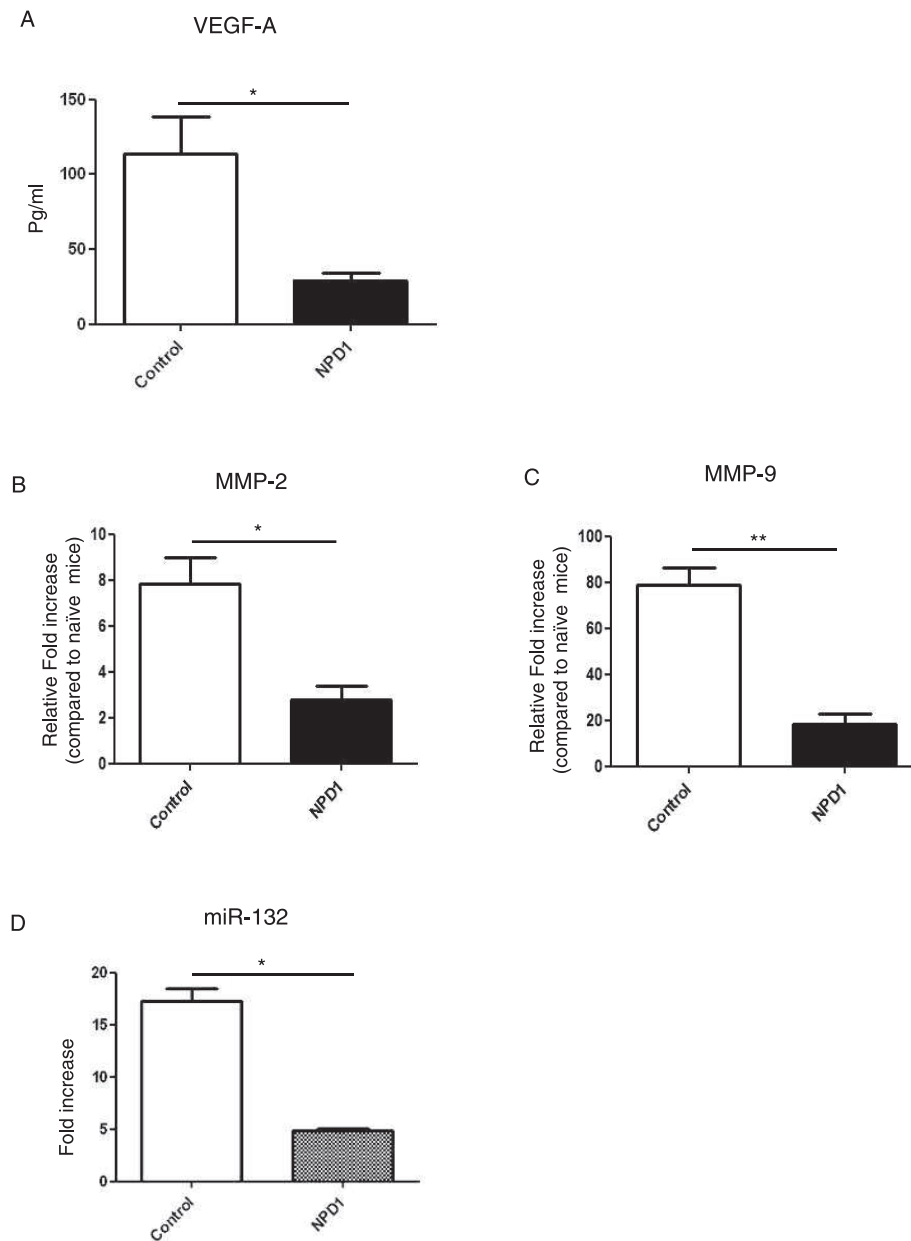 A
VEGF-A
*
150
100
50
0
Pg/ml
Control
NPD1
B
MMP-2
*
10
8
6
4
2
0
Relative Fold increase
(compared to naïve mice)
Control
NPD1
C
MMP-9
**
100
80
60
40
20
0
Relative Fold increase
(compared to naïve mice)
Control
NPD1
D
miR-132
*
20
15
10
5
0
Fold increase
Control
NPD1